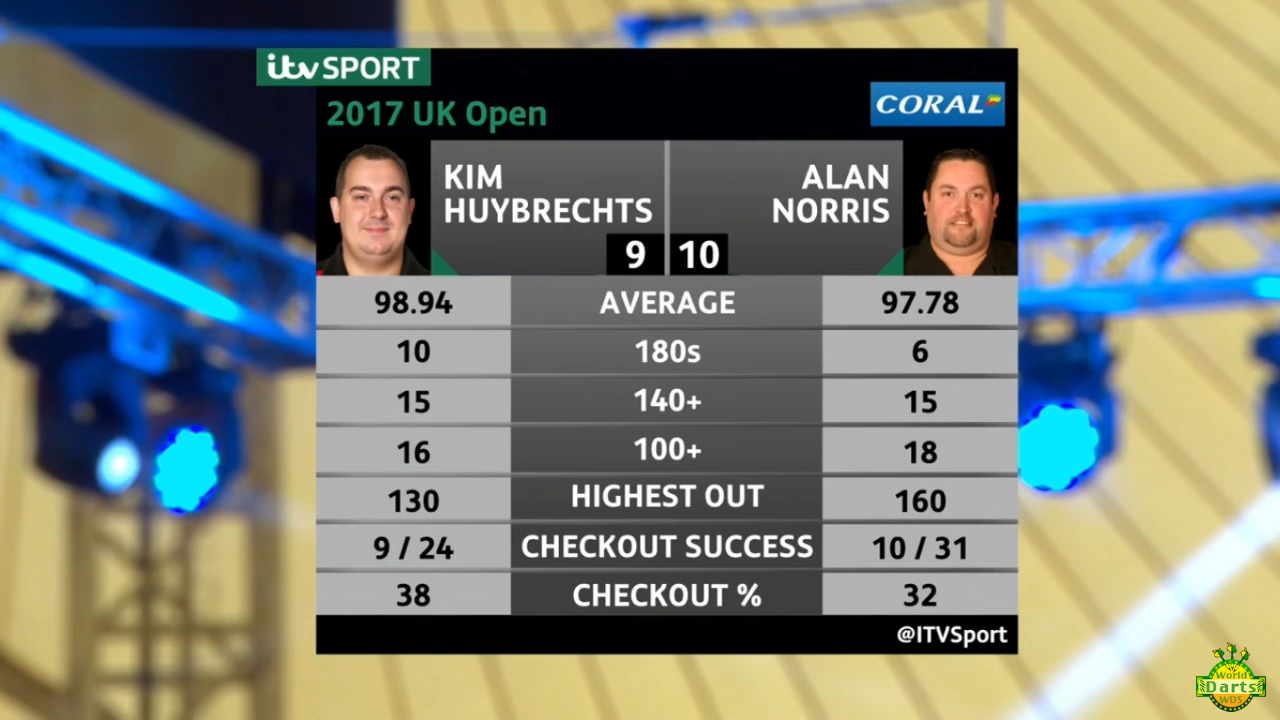 itv SPORT
2017 UK Open
CORAL
KIM
HUYBRECHTS
9
ALAN
NORRIS
10
98.94 AVERAGE 97.78
10 180s 6
15 140+ 15
16 100+ 18
130 HIGHEST OUT 160
9 / 24 CHECKOUT SUCCESS 10 / 31
38 CHECKOUT % 32
@ITVSport
World
Darts
WDS